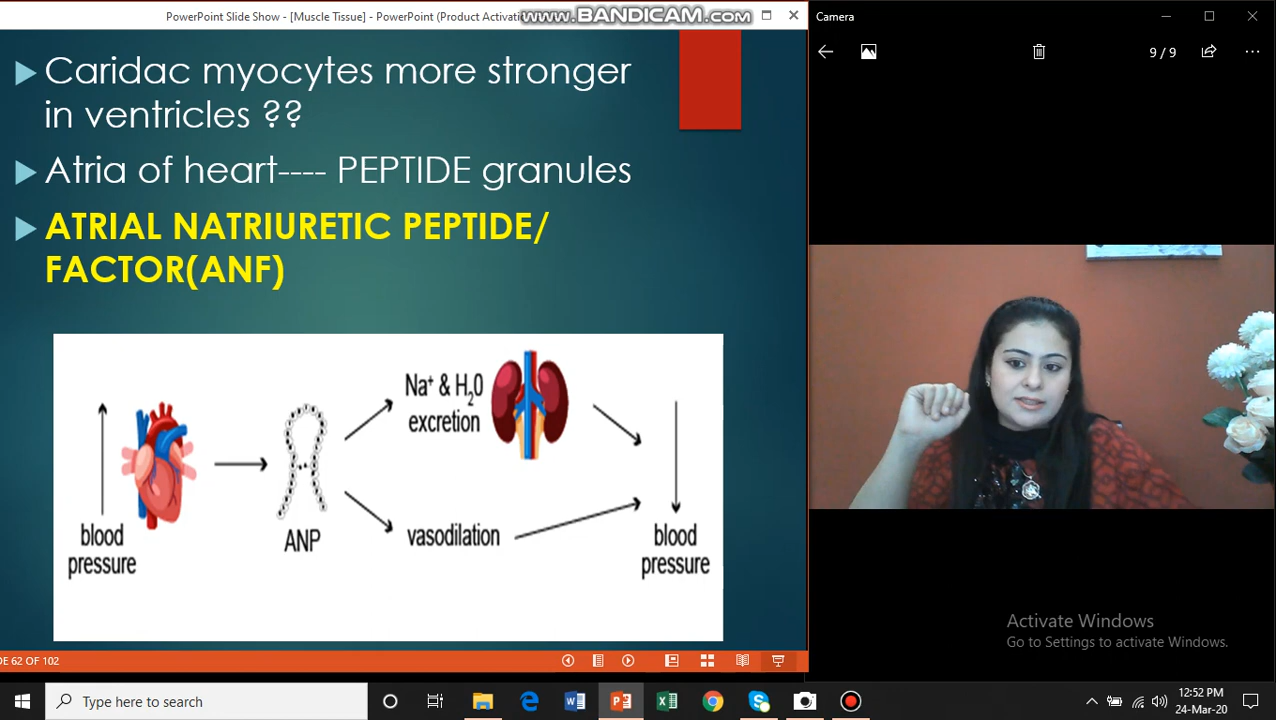 PowerPoint Slide Show - [Muscle Tissue] - PowerPoint (Product Activati
www.BANDICAM.com
Camera
9 / 9
Caridac myocytes more stronger
in ventricles ??
Atria of heart---- PEPTIDE granules
ATRIAL NATRIURETIC PEPTIDE/
FACTOR(ANF)
Na+ & H20
excretion
blood
pressure
ANP
vasodilation
blood
pressure
Activate Windows
Go to Settings to activate Windows.
DE 62 OF 102
Type here to search
12:52 PM
24-Mar-20